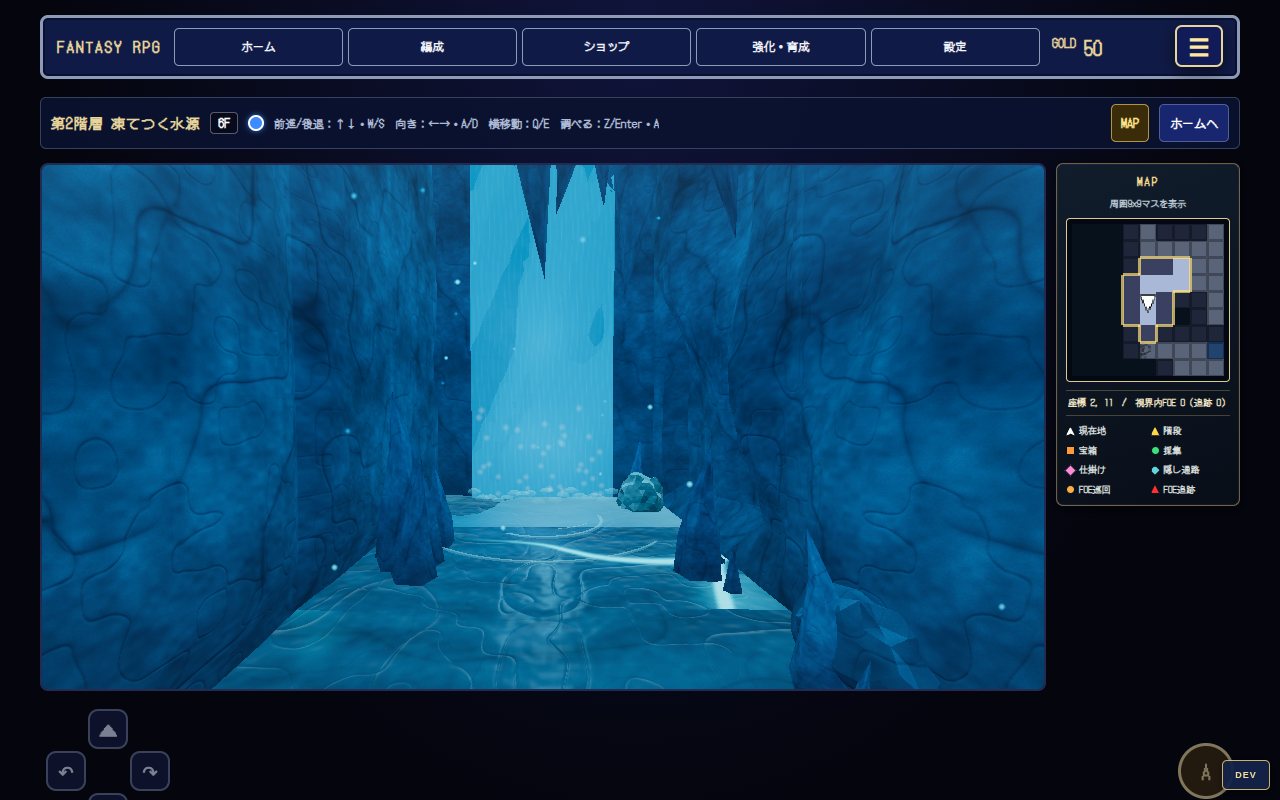 FANTASY RPG
ホーム
編成
ショップ
強化・育成
設定
GOLD 50
第2階層 凍てつく水源
6F
前進/後退：↑↓・W/S 向き：←→・A/D 横移動：Q/E 調べる：Z/Enter・A
MAP
ホームへ
MAP
周囲9x9マスを表示
座標 2, 11 / 視界内FOE 0 (追跡 0)
現在地
階段
宝箱
採集
仕掛け
隠し通路
FOE巡回
FOE追跡
A
DEV